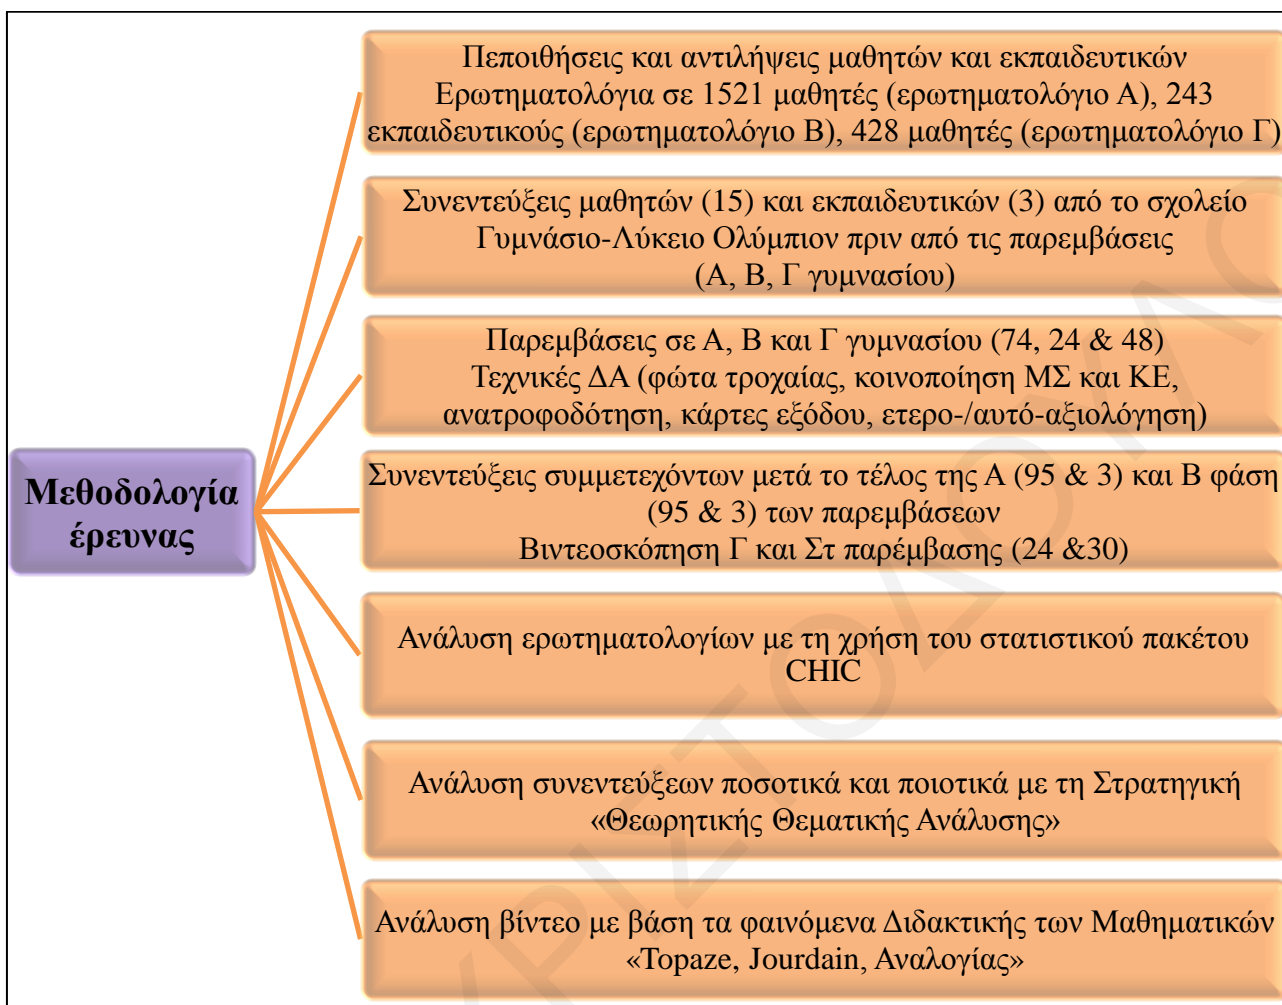 Πεποιθήσεις και αντιλήψεις μαθητών και εκπαιδευτικών
Ερωτηματολόγια σε 1521 μαθητές (ερωτηματολόγιο Α), 243
εκπαιδευτικούς (ερωτηματολόγιο Β), 428 μαθητές (ερωτηματολόγιο Γ)
Συνεντεύξεις μαθητών (15) και εκπαιδευτικών (3) από το σχολείο
Γυμνάσιο-Λύκειο Ολύμπιον πριν από τις παρεμβάσεις
(Α, Β, Γ γυμνασίου)
Παρεμβάσεις σε Α, Β και Γ γυμνασίου (74, 24 & 48)
Τεχνικές ΔΑ (φώτα τροχαίας, κοινοποίηση ΜΣ και ΚΕ,
ανατροφοδότηση, κάρτες εξόδου, ετερο-/αυτό-αξιολόγηση)
Μεθοδολογία
έρευνας
Συνεντεύξεις συμμετεχόντων μετά το τέλος της Α (95 & 3) και Β φάση
(95 & 3) των παρεμβάσεων
Βιντεοσκόπηση Γ και Στ παρέμβασης (24 &30)
Ανάλυση ερωτηματολογίων με τη χρήση του στατιστικού πακέτου
CHIC
Ανάλυση συνεντεύξεων ποσοτικά και ποιοτικά με τη Στρατηγική
«Θεωρητικής Θεματικής Ανάλυσης»
Ανάλυση βίντεο με βάση τα φαινόμενα Διδακτικής των Μαθηματικών
«Topaze, Jourdain, Αναλογίας»